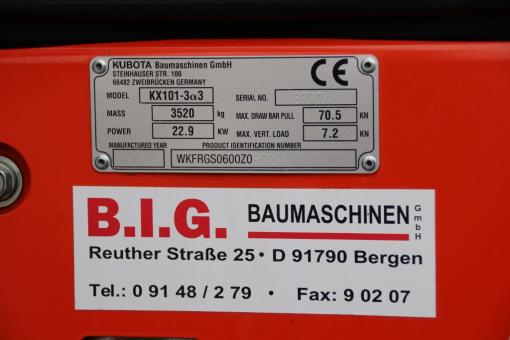 KUBOTA Baumaschinen GmbH
STEINHAUSER STR. 100
66482 ZWEIBRÜCKEN GERMANY
CE
MODEL KX101-3α3 SERIAL NO.
MASS 3520 kg MAX. DRAW BAR PULL 70.5 KN
POWER 22.9 KW MAX. VERT. LOAD 7.2 KN
MANUFACTURED YEAR PRODUCT IDENTIFICATION NUMBER
WKFRGS0600Z0
B.I.G. BAUMASCHINEN GmbH
Reuther Straße 25 • D 91790 Bergen
Tel.: 0 91 48 / 2 79 • Fax: 9 02 07